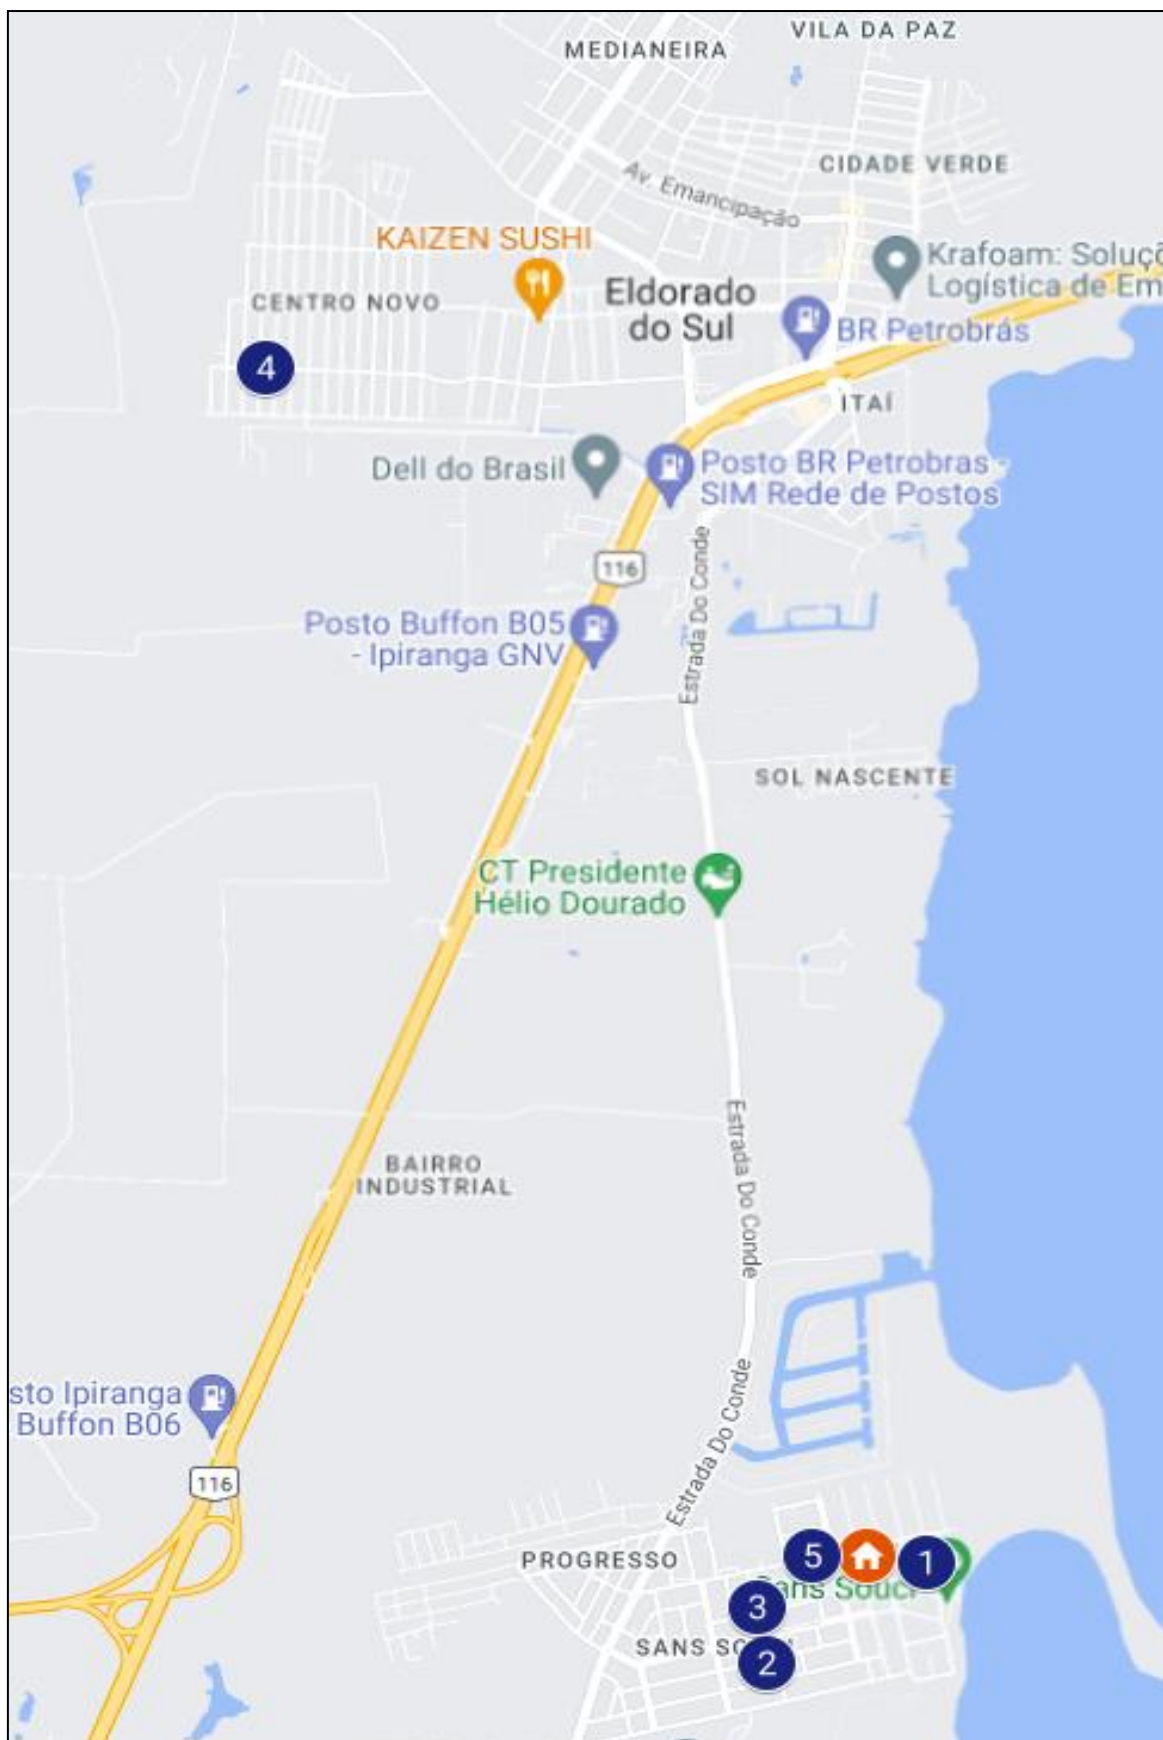 VILA DA PAZ
MEDIANEIRA
CIDADE VERDE
Av. Emancipação
KAIZEN SUSHI
Krafoam: Soluçõ
Logística de Em
CENTRO NOVO
Eldorado
do Sul
BR Petrobrás
4
ITAÍ
Dell do Brasil
Posto BR Petrobras -
SIM Rede de Postos
116
Estrada Do Conde
Posto Buffon B05
- Ipiranga GNV
SOL NASCENTE
CT Presidente
Hélio Dourado
Estrada Do Conde
BAIRRO
INDUSTRIAL
sto Ipiranga
Buffon B06
Estrada Do Conde
116
PROGRESSO
5
1
Sans Souci
3
SANS SO
2